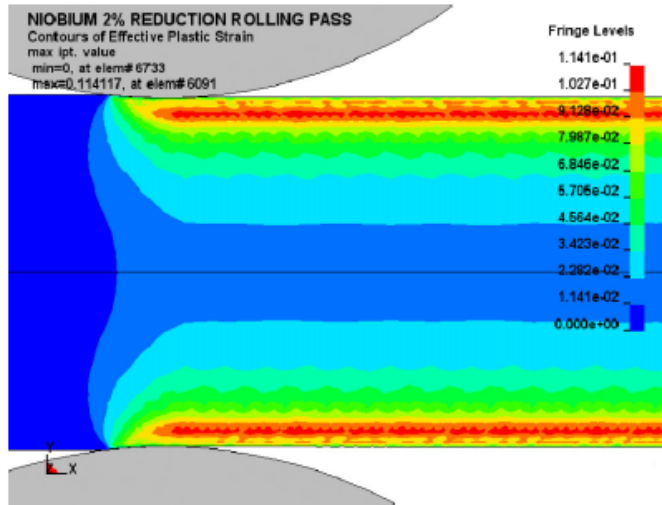 NIOBIUM 2% REDUCTION ROLLING PASS
Contours of Effective Plastic Strain
max ipt. value
min=0, at elem# 6733
max=0.114117, at elem# 6091
Fringe Levels
1.141e-01
1.027e-01
9.128e-02
7.987e-02
6.846e-02
5.705e-02
4.564e-02
3.423e-02
2.282e-02
1.141e-02
0.000e+00
Y
X